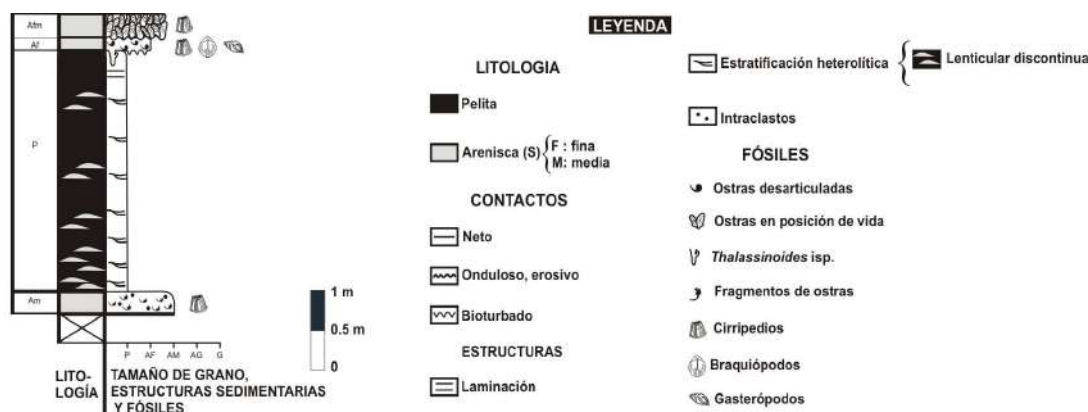 Afm
Af
P
Am
1 m
0.5 m
0
P AF AM AG G
LITO-
LOGÍA
TAMAÑO DE GRANO,
ESTRUCTURAS SEDIMENTARIAS
Y FÓSILES
LEYENDA
LITOLOGIA
Pelita
Arenisca (S)
F : fina
M: media
CONTACTOS
Neto
Onduloso, erosivo
Bioturbado
ESTRUCTURAS
Laminación
Estratificación heterolítica
Lenticular discontinua
Intraclastos
FÓSILES
Ostras desarticuladas
Ostras en posición de vida
Thalassinoides isp.
Fragmentos de ostras
Cirripedios
Braquiópodos
Gasterópodos